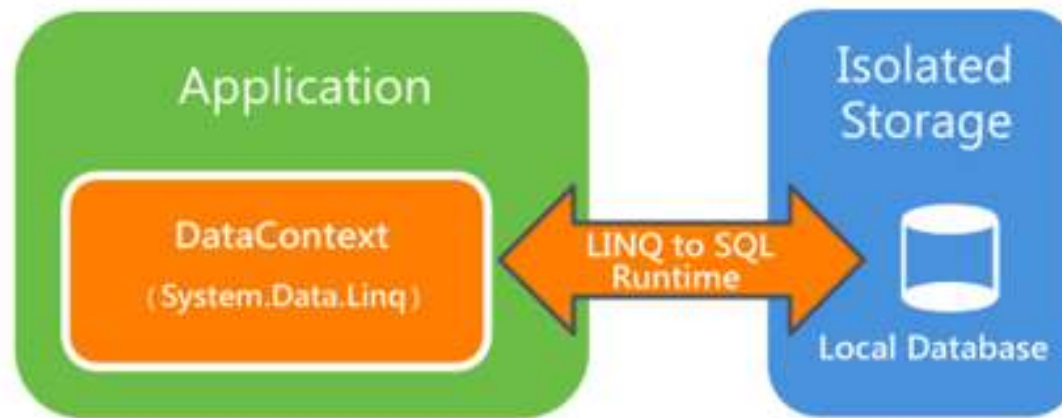 Application
DataContext
（System.Data.Linq）
LINQ to SQL
Runtime
Isolated
Storage
Local Database